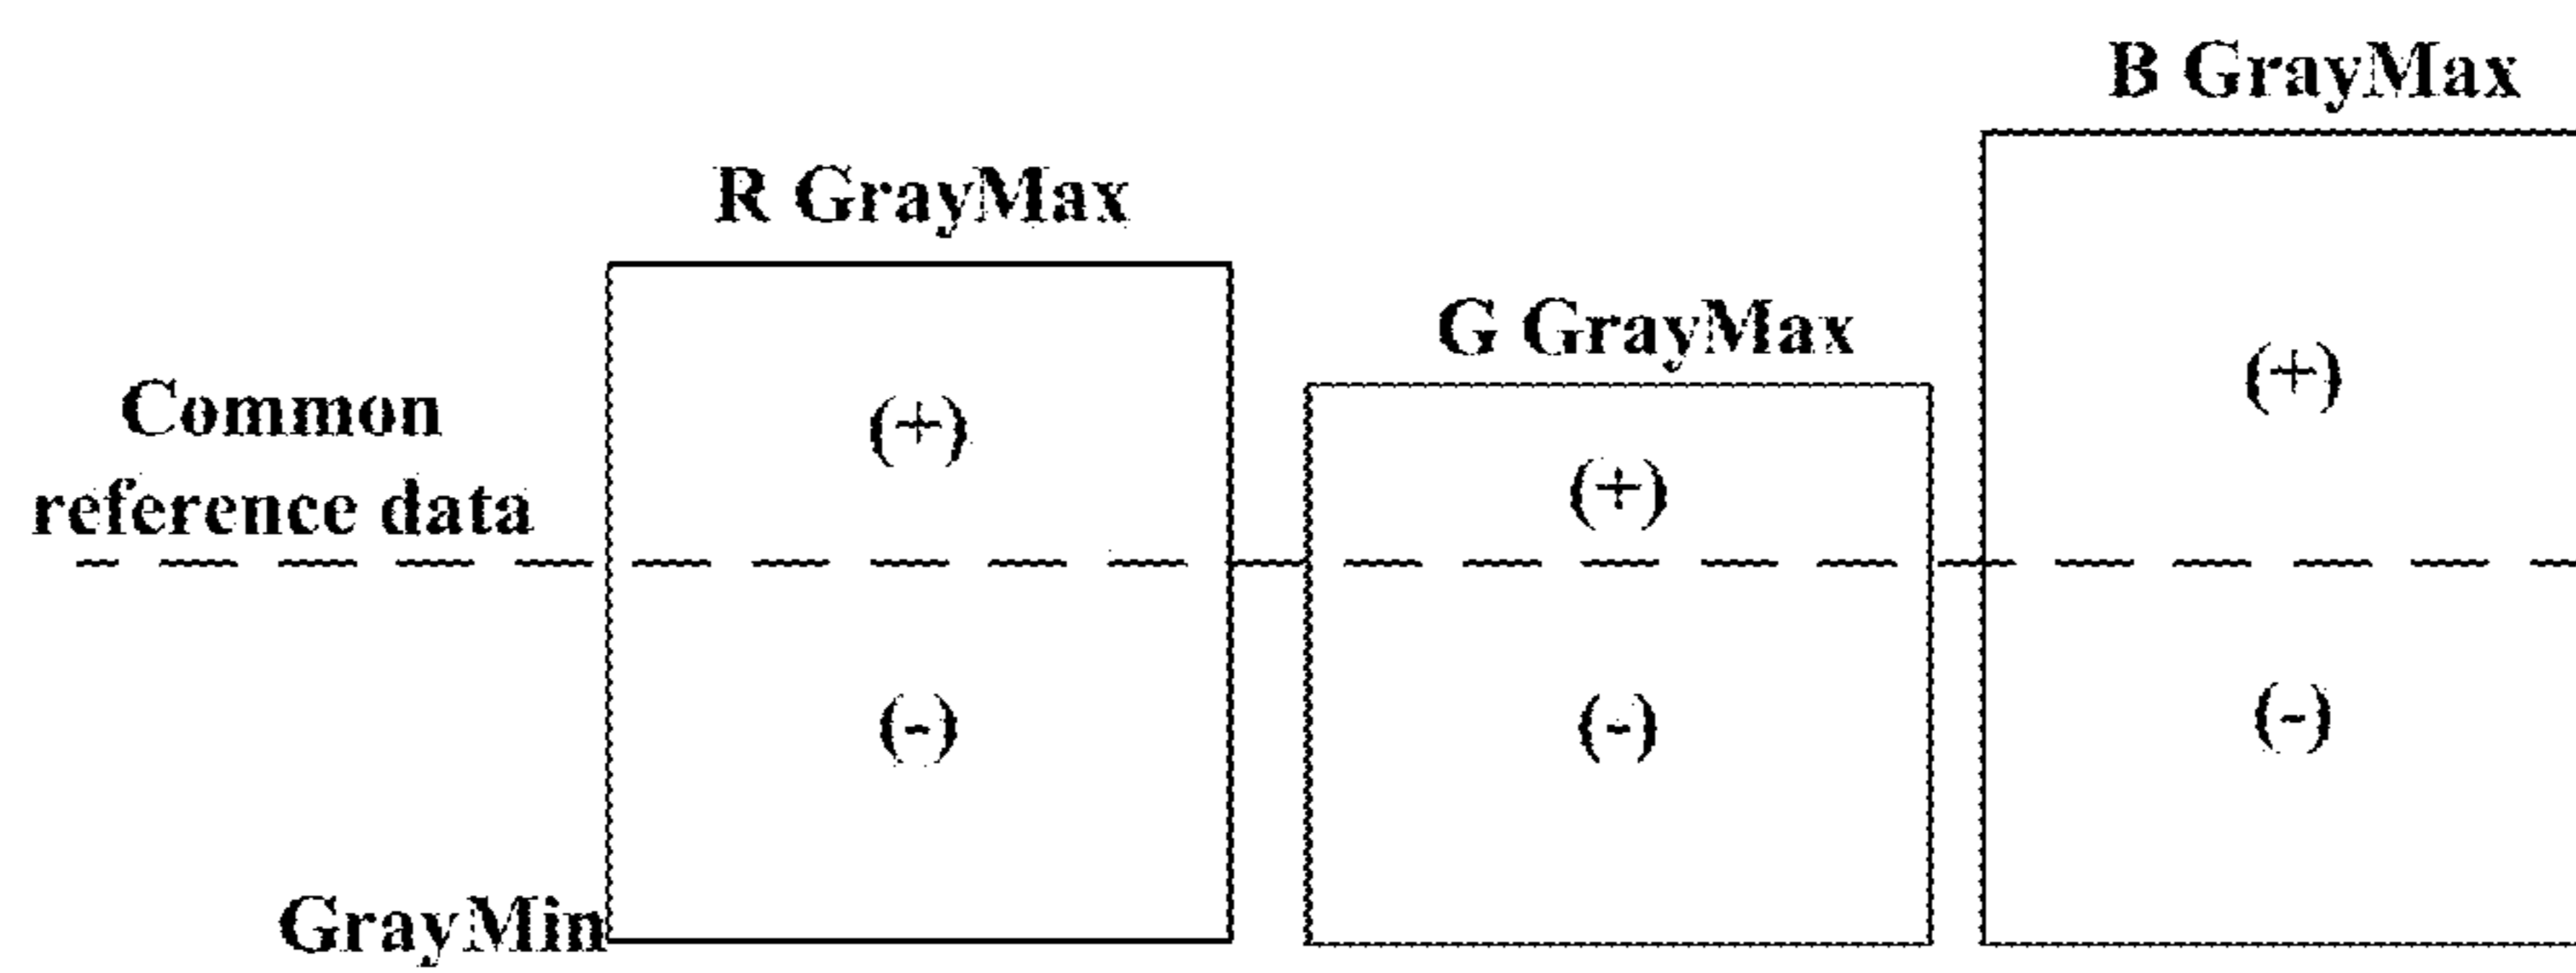 B GrayMax
R GrayMax
G GrayMax
Common
reference data
(+)
(+)
(+)
(-)
(-)
(-)
GrayMin